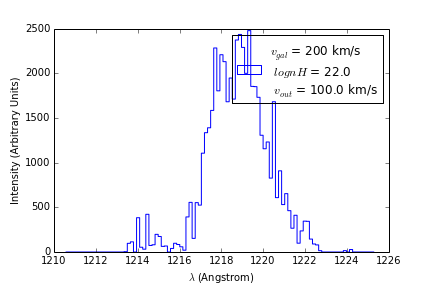 2500
2000
1500
1000
500
0
Intensity (Arbitrary Units)
v_gal = 200 km/s
lognH = 22.0
v_out = 100.0 km/s
1210 1212 1214 1216 1218 1220 1222 1224 1226
λ (Angstrom)